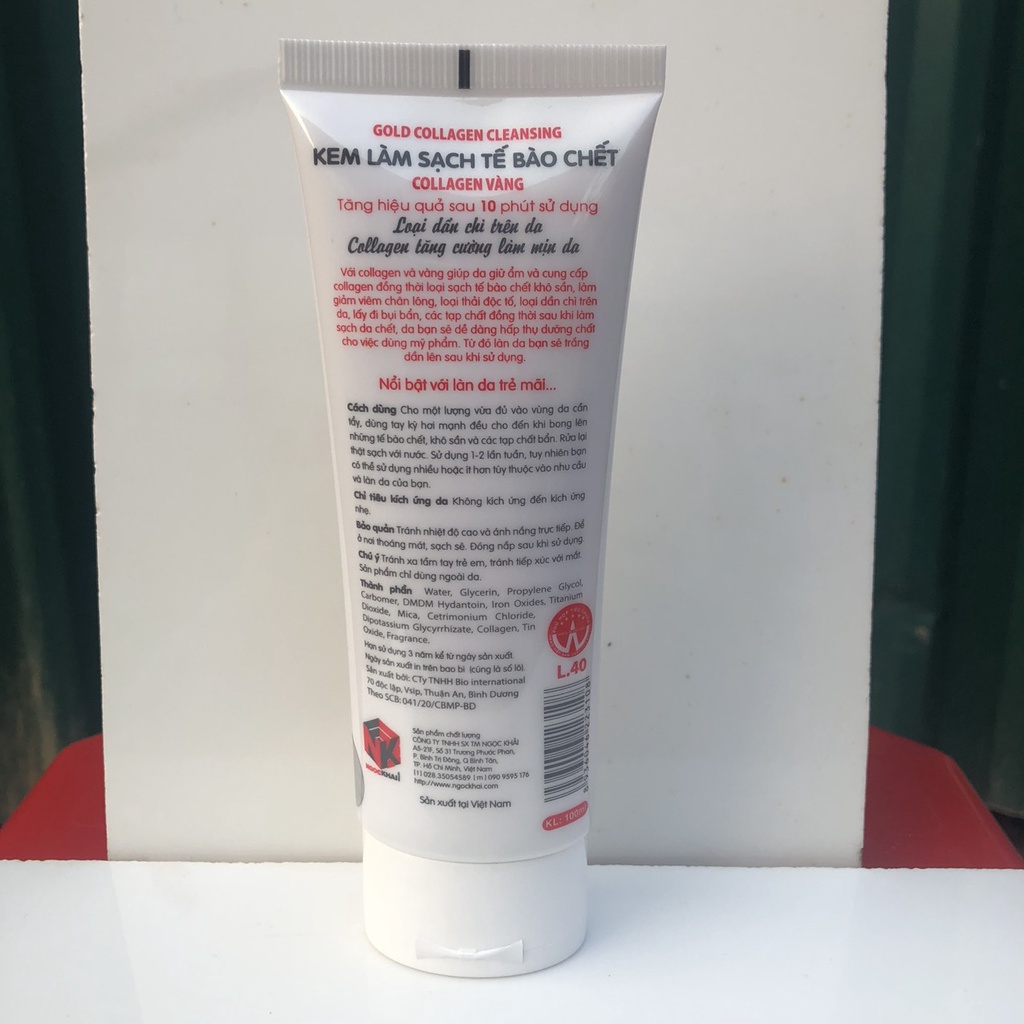 GOLD COLLAGEN CLEANSING
KEM LÀM SẠCH TẾ BÀO CHẾT
COLLAGEN VÀNG
Tăng hiệu quả sau 10 phút sử dụng
Loại dần chì trên da
Collagen tăng cường làm mịn da
Với collagen và vàng giúp da giữ ẩm và cung cấp
collagen đồng thời loại sạch tế bào chết khô sần, làm
giảm viêm chân lông, loại thải độc tố, loại dần chì trên
da, lấy đi bụi bẩn, các tạp chất đồng thời sau khi làm
sạch da chết, da bạn sẽ dễ dàng hấp thụ dưỡng chất
cho việc dùng mỹ phẩm. Từ đó làn da bạn sẽ trắng
dần lên sau khi sử dụng.
Nổi bật với làn da trẻ mãi...
Cách dùng Cho một lượng vừa đủ vào vùng da cần
tẩy, dùng tay kỳ hơi mạnh đều cho đến khi bong lên
những tế bào chết, khô sần và các tạp chất bẩn. Rửa lại
thật sạch với nước. Sử dụng 1-2 lần tuần, tuy nhiên bạn
có thể sử dụng nhiều hoặc ít hơn tùy thuộc vào nhu cầu
và làn da của bạn.
Chỉ tiêu kích ứng da Không kích ứng đến kích ứng
nhẹ.
Bảo quản Tránh nhiệt độ cao và ánh nắng trực tiếp. Để
ở nơi thoáng mát, sạch sẽ. Đóng nắp sau khi sử dụng.
Chú ý Tránh xa tầm tay trẻ em, tránh tiếp xúc với mắt.
Sản phẩm chỉ dùng ngoài da.
Thành phần Water, Glycerin, Propylene Glycol,
Carbomer, DMDM Hydantoin, Iron Oxides, Titanium
Dioxide, Mica, Cetrimonium Chloride,
Dipotassium Glycyrrhizate, Collagen, Tin
Oxide, Fragrance.
L.40
Hạn sử dụng 3 năm kể từ ngày sản xuất.
Ngày sản xuất in trên bao bì (cũng là số lô).
Sản xuất bởi: CTy TNHH Bio international
70 độc lập, Vsip, Thuận An, Bình Dương
Theo SCB: 041/20/CBMP-BD
NK
NGOCKHAI
Sản phẩm chất lượng
CÔNG TY TNHH SX TM NGỌC KHẢI
A5-21F, Số 31 Trương Phước Phan,
P. Bình Trị Đông, Q Bình Tân,
TP. Hồ Chí Minh, Việt Nam
[t] 028.35054589 | m | 090 9595 176
http://www.ngockhai.com
Sản xuất tại Việt Nam
KL: 100ml